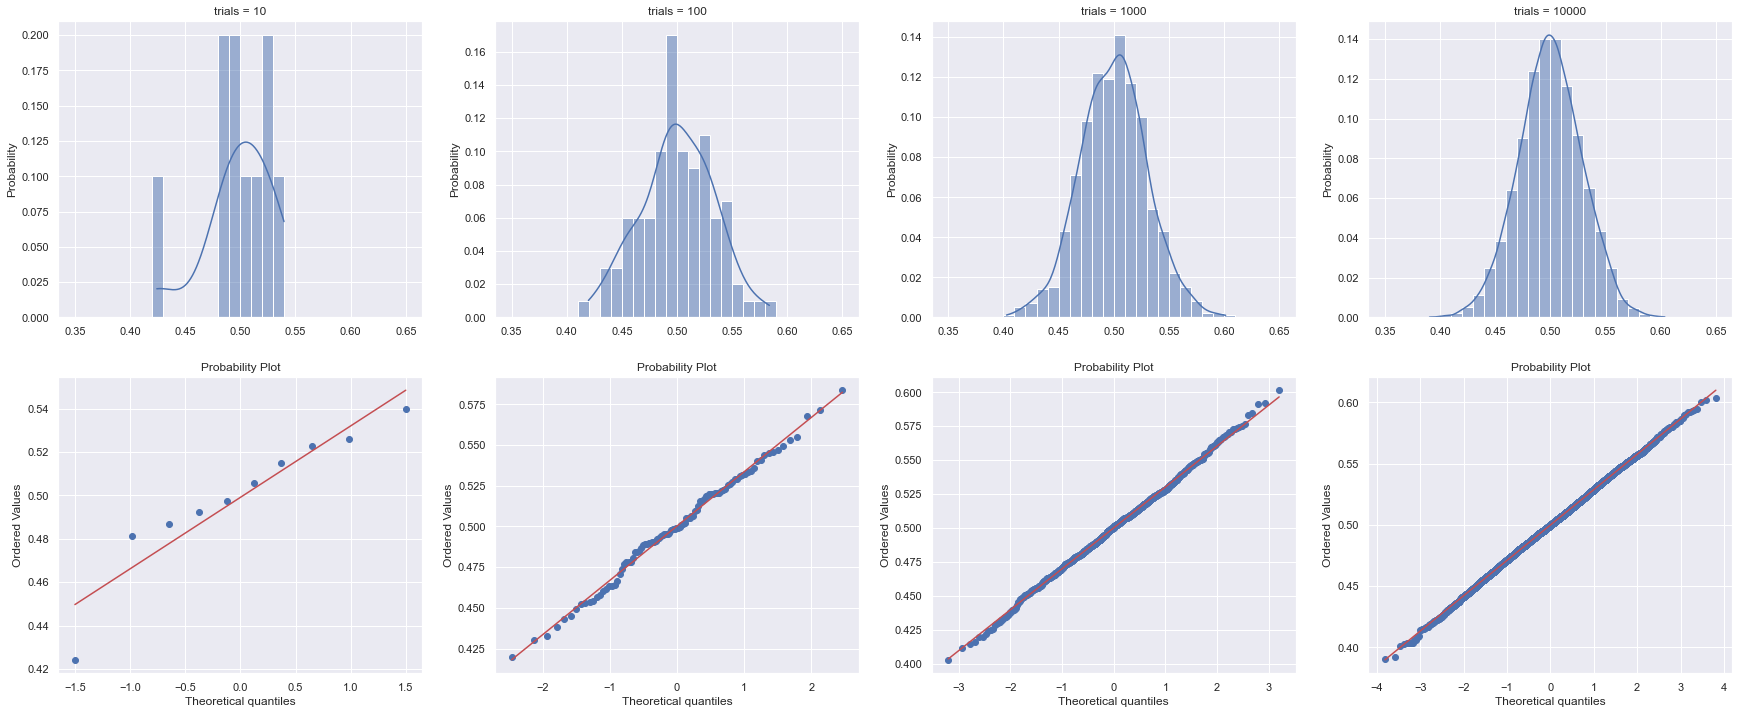 trials = 10
trials = 100
trials = 1000
trials = 10000
Probability
0.200
0.175
0.150
0.125
0.100
0.075
0.050
0.025
0.000
0.35 0.40 0.45 0.50 0.55 0.60 0.65
Probability
0.16
0.14
0.12
0.10
0.08
0.06
0.04
0.02
0.00
0.35 0.40 0.45 0.50 0.55 0.60 0.65
Probability
0.14
0.12
0.10
0.08
0.06
0.04
0.02
0.00
0.35 0.40 0.45 0.50 0.55 0.60 0.65
Probability
0.14
0.12
0.10
0.08
0.06
0.04
0.02
0.00
0.35 0.40 0.45 0.50 0.55 0.60 0.65
Probability Plot
Ordered Values
0.54
0.52
0.50
0.48
0.46
0.44
0.42
−1.5 −1.0 −0.5 0.0 0.5 1.0 1.5
Theoretical quantiles
Probability Plot
Ordered Values
0.575
0.550
0.525
0.500
0.475
0.450
0.425
−2 −1 0 1 2
Theoretical quantiles
Probability Plot
Ordered Values
0.600
0.575
0.550
0.525
0.500
0.475
0.450
0.425
0.400
−3 −2 −1 0 1 2 3
Theoretical quantiles
Probability Plot
Ordered Values
0.60
0.55
0.50
0.45
0.40
−4 −3 −2 −1 0 1 2 3 4
Theoretical quantiles